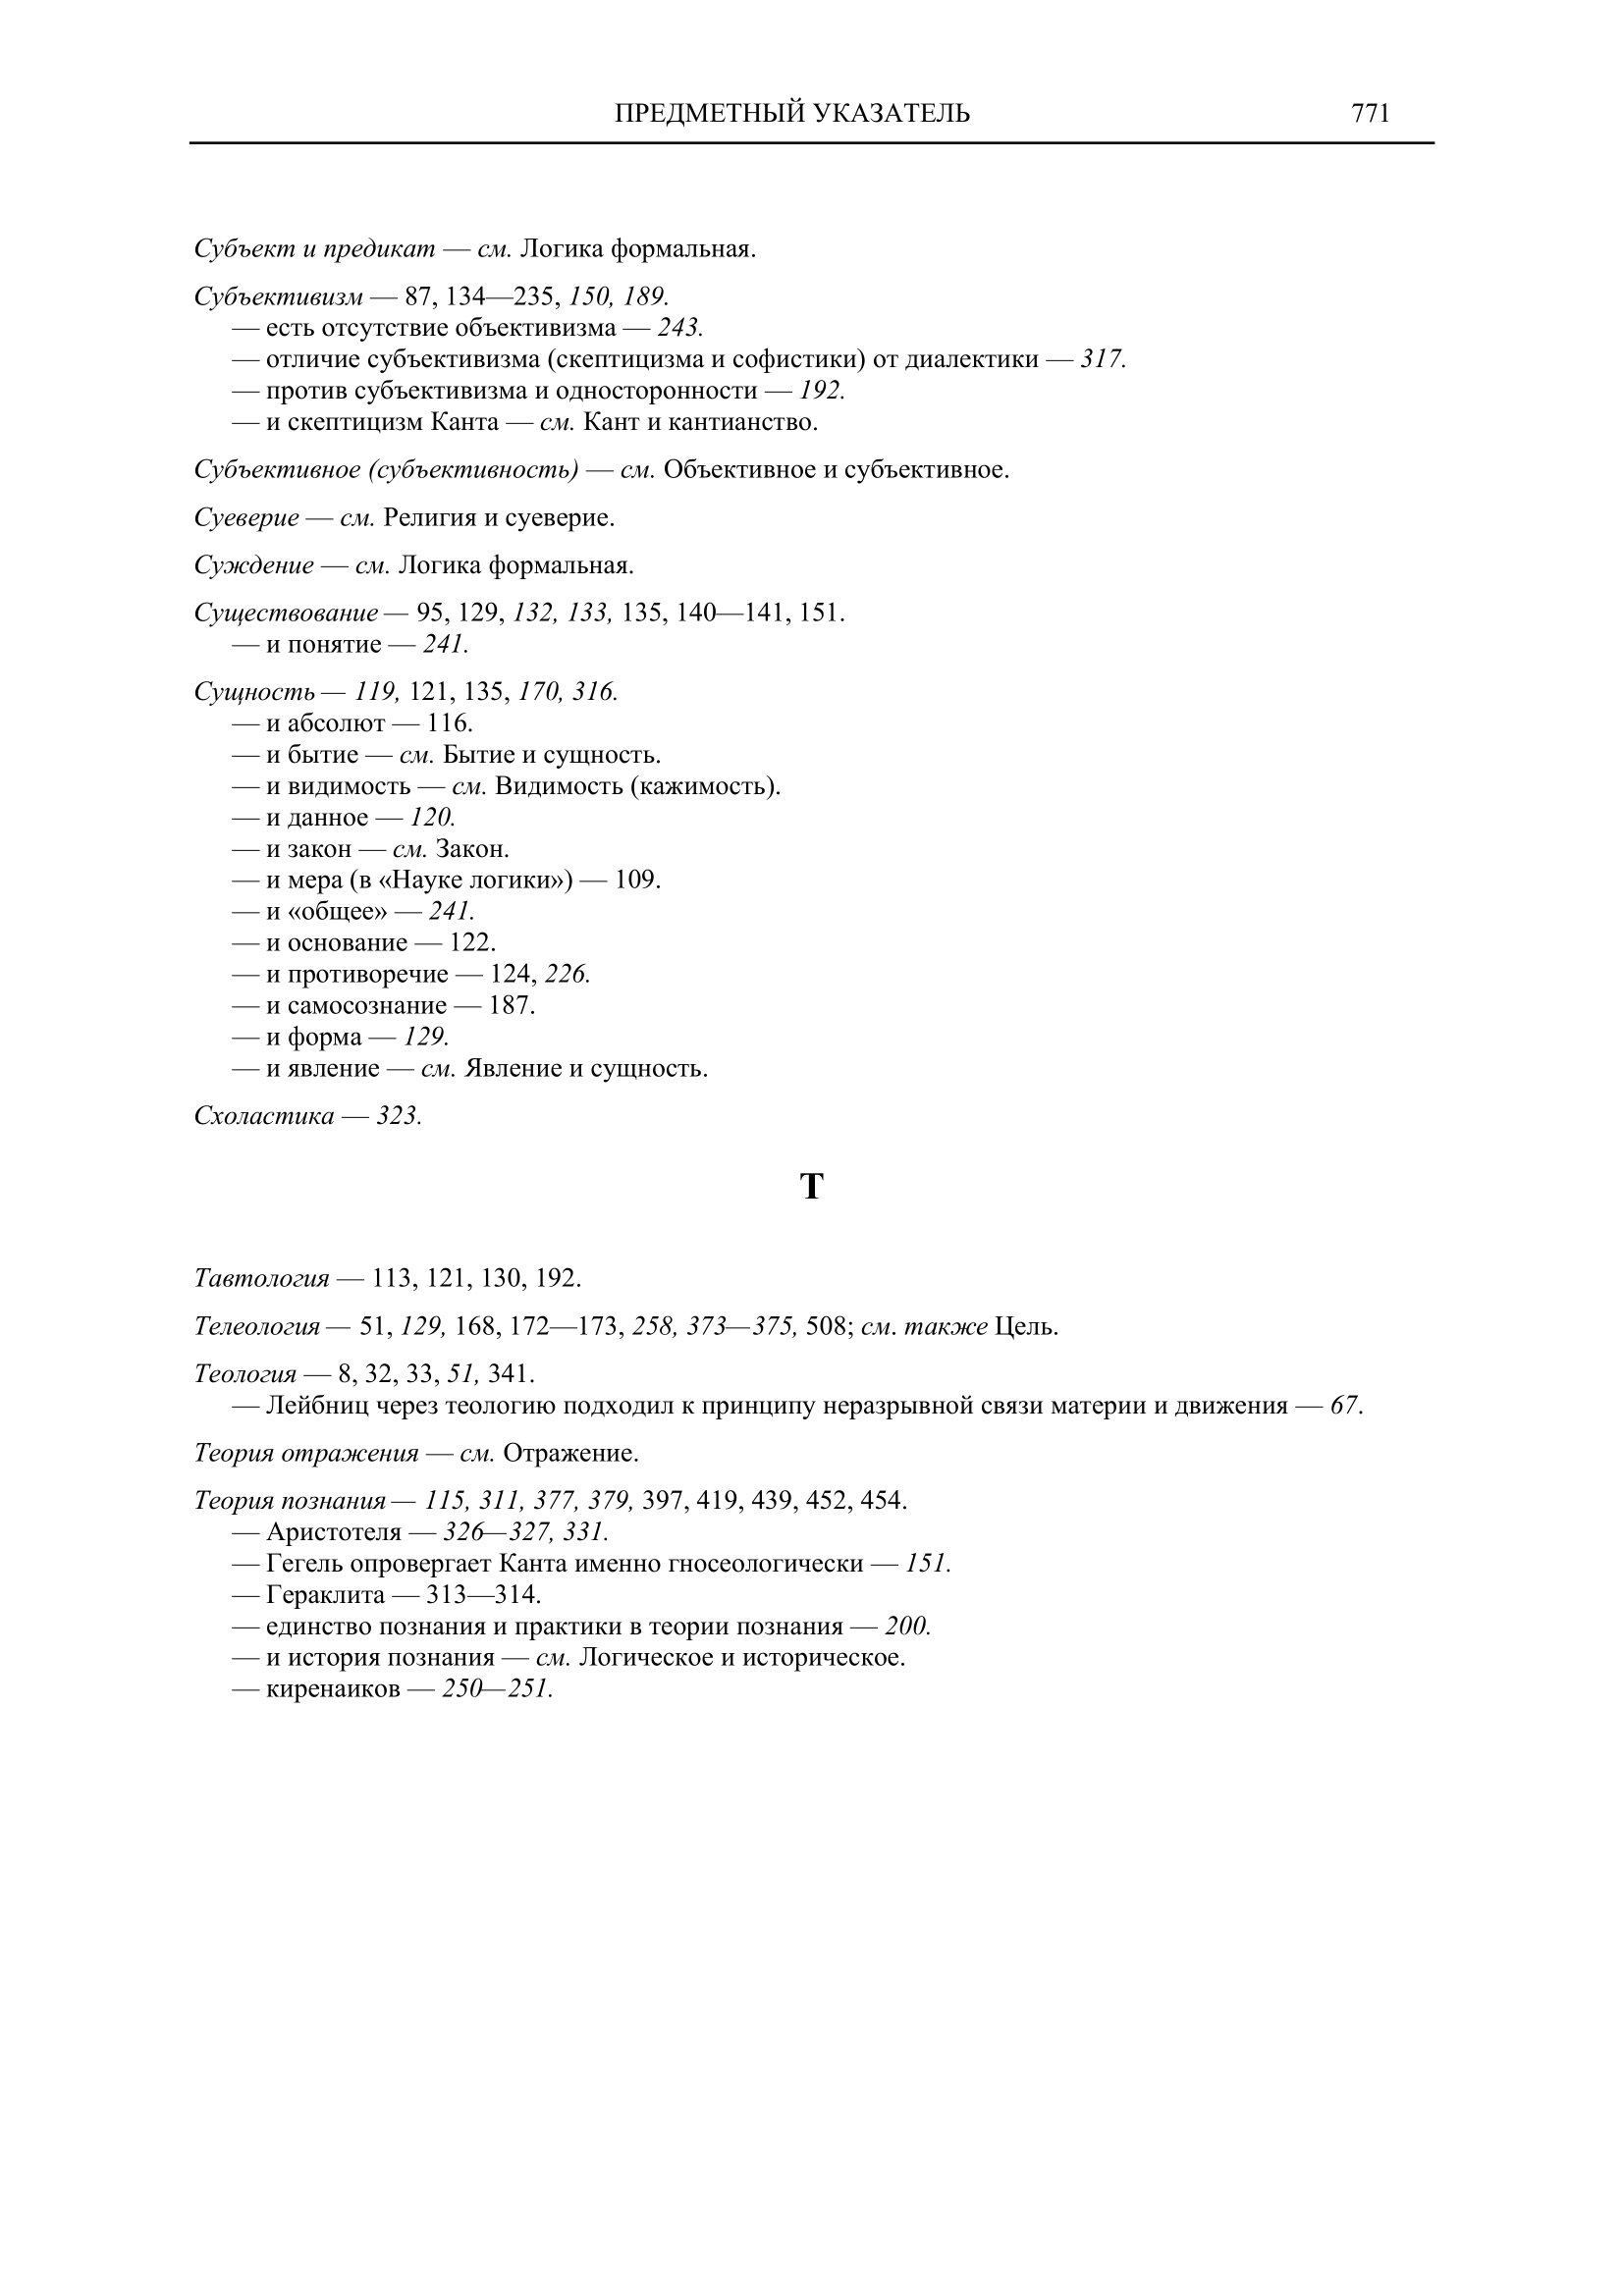 ПРЕДМЕТНЫЙ УКАЗАТЕЛЬ 771
Субъект и предикат — см. Логика формальная.
Субъективизм — 87, 134—235, 150, 189.
— есть отсутствие объективизма — 243.
— отличие субъективизма (скептицизма и софистики) от диалектики — 317.
— против субъективизма и односторонности — 192.
— и скептицизм Канта — см. Кант и кантианство.
Субъективное (субъективность) — см. Объективное и субъективное.
Суеверие — см. Религия и суеверие.
Суждение — см. Логика формальная.
Существование — 95, 129, 132, 133, 135, 140—141, 151.
— и понятие — 241.
Сущность — 119, 121, 135, 170, 316.
— и абсолют — 116.
— и бытие — см. Бытие и сущность.
— и видимость — см. Видимость (кажимость).
— и данное — 120.
— и закон — см. Закон.
— и мера (в «Науке логики») — 109.
— и «общее» — 241.
— и основание — 122.
— и противоречие — 124, 226.
— и самосознание — 187.
— и форма — 129.
— и явление — см. Явление и сущность.
Схоластика — 323.
Т
Тавтология — 113, 121, 130, 192.
Телеология — 51, 129, 168, 172—173, 258, 373—375, 508; см. также Цель.
Теология — 8, 32, 33, 51, 341.
— Лейбниц через теологию подходил к принципу неразрывной связи материи и движения — 67.
Теория отражения — см. Отражение.
Теория познания — 115, 311, 377, 379, 397, 419, 439, 452, 454.
— Аристотеля — 326—327, 331.
— Гегель опровергает Канта именно гносеологически — 151.
— Гераклита — 313—314.
— единство познания и практики в теории познания — 200.
— и история познания — см. Логическое и историческое.
— киренаиков — 250—251.